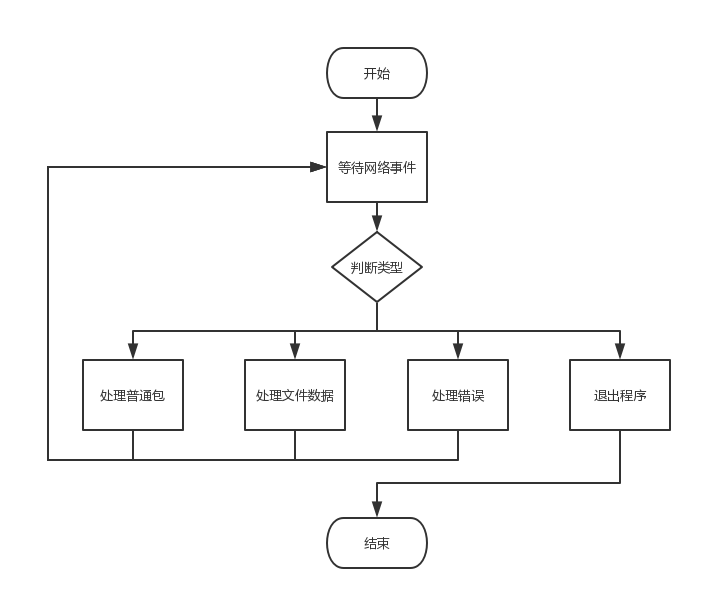 开始
等待网络事件
判断类型
处理普通包
处理文件数据
处理错误
退出程序
结束